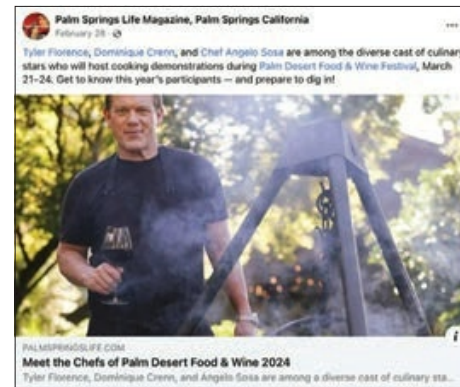 Palm Springs Life Magazine, Palm Springs California
February 28 ·
Tyler Florence, Dominique Crenn, and Chef Angelo Sosa are among the diverse cast of culinary
stars who will host cooking demonstrations during Palm Desert Food & Wine Festival, March
21–24. Get to know this year's participants — and prepare to dig in!
i
PALMSPRINGSLIFE.COM
Meet the Chefs of Palm Desert Food & Wine 2024
Tyler Florence, Dominique Crenn, and Angelo Sosa are among a diverse cast of culinary sta...